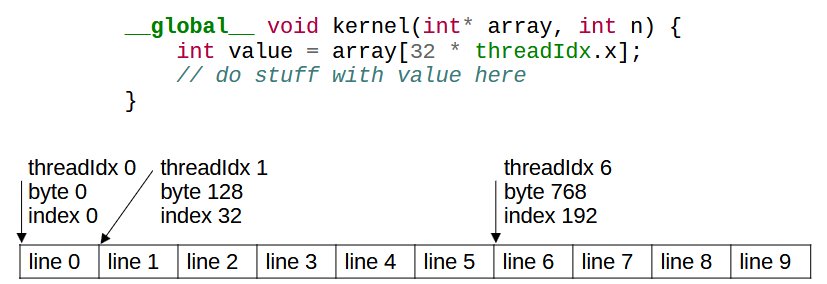 __global__ void kernel(int* array, int n) {
    int value = array[32 * threadIdx.x];
    // do stuff with value here
}
threadIdx 0
byte 0
index 0
threadIdx 1
byte 128
index 32
threadIdx 6
byte 768
index 192
line 0 line 1 line 2 line 3 line 4 line 5 line 6 line 7 line 8 line 9